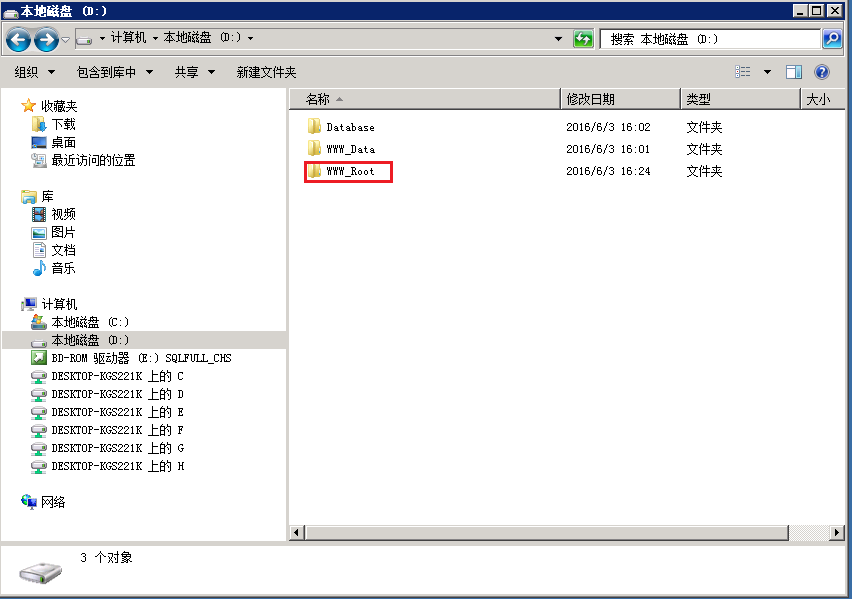 本地磁盘 (D:)
计算机 本地磁盘 (D:)
搜索 本地磁盘 (D:)
组织 包含到库中 共享 新建文件夹
收藏夹
下载
桌面
最近访问的位置
库
视频
图片
文档
音乐
计算机
本地磁盘 (C:)
本地磁盘 (D:)
BD-ROM 驱动器 (E:) SQLFULL_CHS
DESKTOP-KGS221K 上的 C
DESKTOP-KGS221K 上的 D
DESKTOP-KGS221K 上的 E
DESKTOP-KGS221K 上的 F
DESKTOP-KGS221K 上的 G
DESKTOP-KGS221K 上的 H
网络
名称 修改日期 类型 大小
Database 2016/6/3 16:02 文件夹
WWW_Data 2016/6/3 16:01 文件夹
WWW_Root 2016/6/3 16:24 文件夹
3 个对象